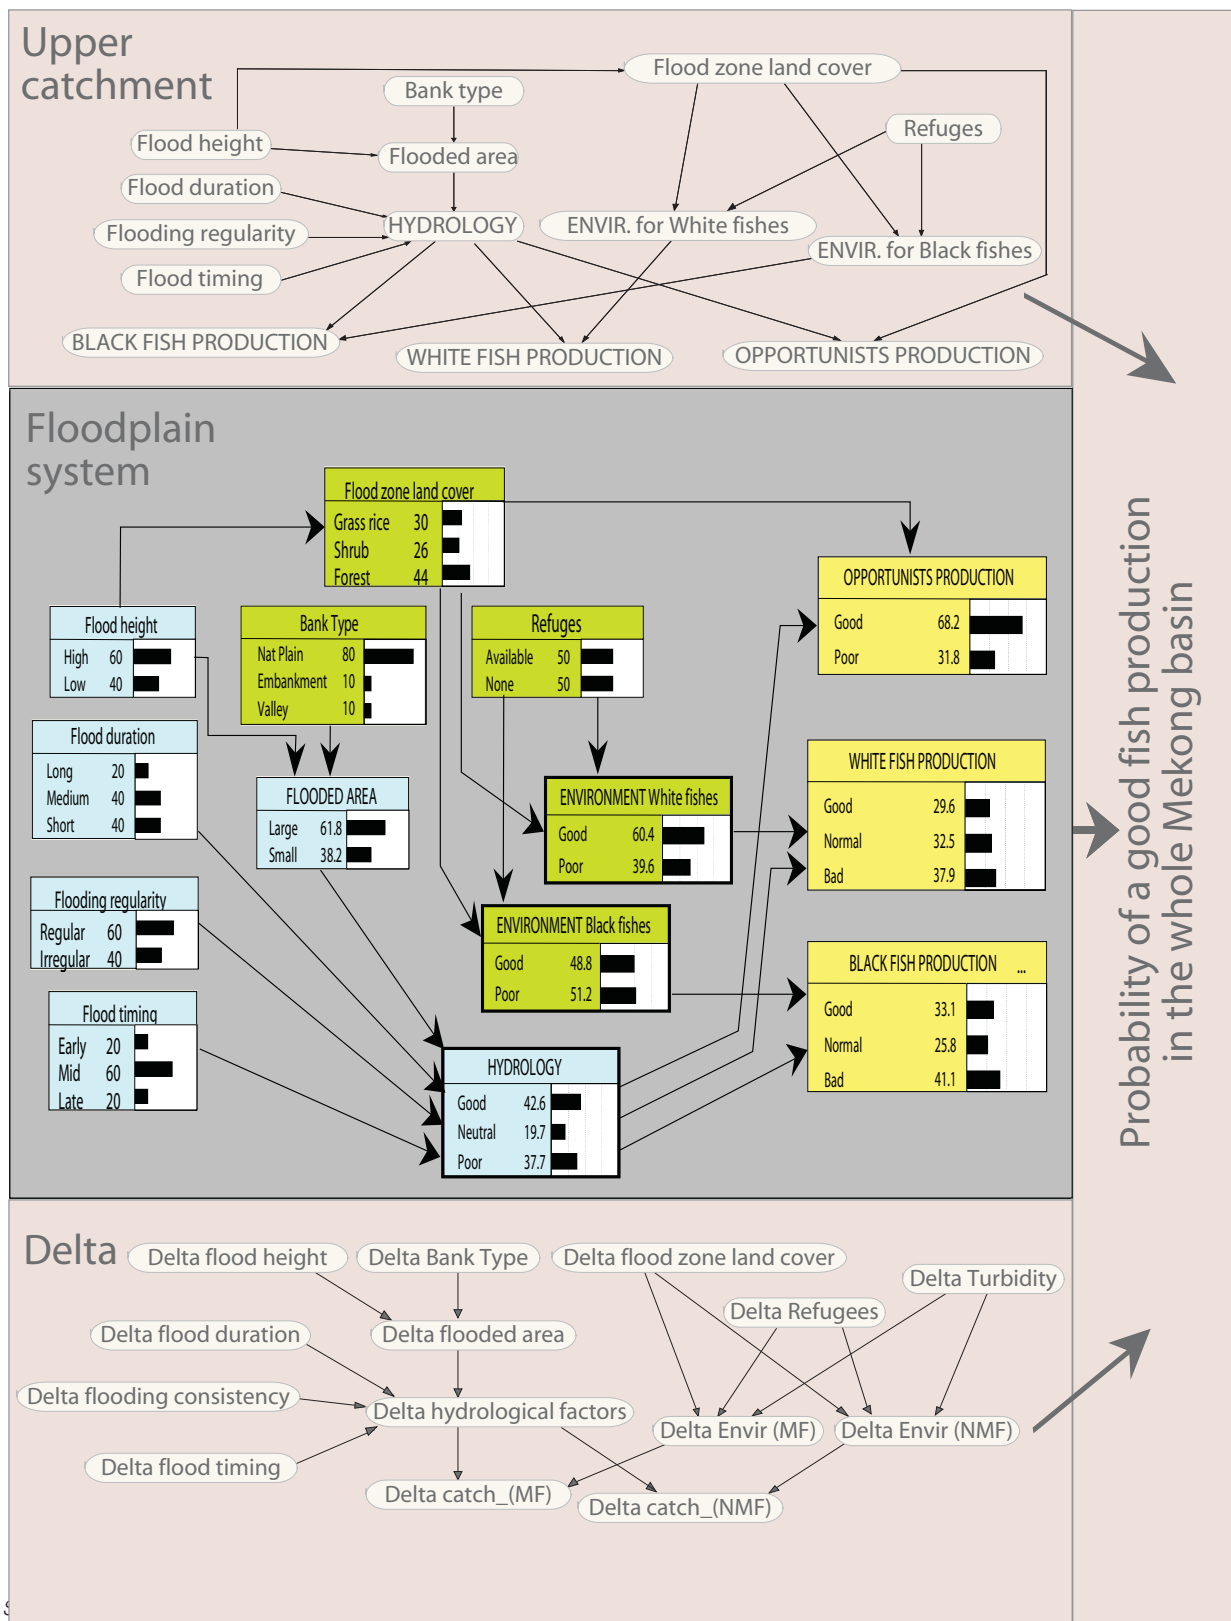 Upper
catchment
Flood zone land cover
Bank type
Refuges
Flood height
Flooded area
Flood duration
HYDROLOGY
ENVIR. for White fishes
Flooding regularity
ENVIR. for Black fishes
Flood timing
BLACK FISH PRODUCTION
WHITE FISH PRODUCTION
OPPORTUNISTS PRODUCTION
Floodplain
system
Flood zone land cover
Grass rice 30
Shrub 26
Forest 44
OPPORTUNISTS PRODUCTION
Good 68.2
Poor 31.8
Flood height
High 60
Low 40
Bank Type
Nat Plain 80
Embankment 10
Valley 10
Refuges
Available 50
None 50
Flood duration
Long 20
Medium 40
Short 40
FLOODED AREA
Large 61.8
Small 38.2
ENVIRONMENT White fishes
Good 60.4
Poor 39.6
WHITE FISH PRODUCTION
Good 29.6
Normal 32.5
Bad 37.9
Flooding regularity
Regular 60
Irregular 40
ENVIRONMENT Black fishes
Good 48.8
Poor 51.2
BLACK FISH PRODUCTION ...
Good 33.1
Normal 25.8
Bad 41.1
Flood timing
Early 20
Mid 60
Late 20
HYDROLOGY
Good 42.6
Neutral 19.7
Poor 37.7
Probability of a good fish production
in the whole Mekong basin
Delta
Delta flood height
Delta Bank Type
Delta flood zone land cover
Delta Turbidity
Delta Refugees
Delta flood duration
Delta flooded area
Delta flooding consistency
Delta hydrological factors
Delta Envir (MF)
Delta Envir (NMF)
Delta flood timing
Delta catch_(MF)
Delta catch_(NMF)